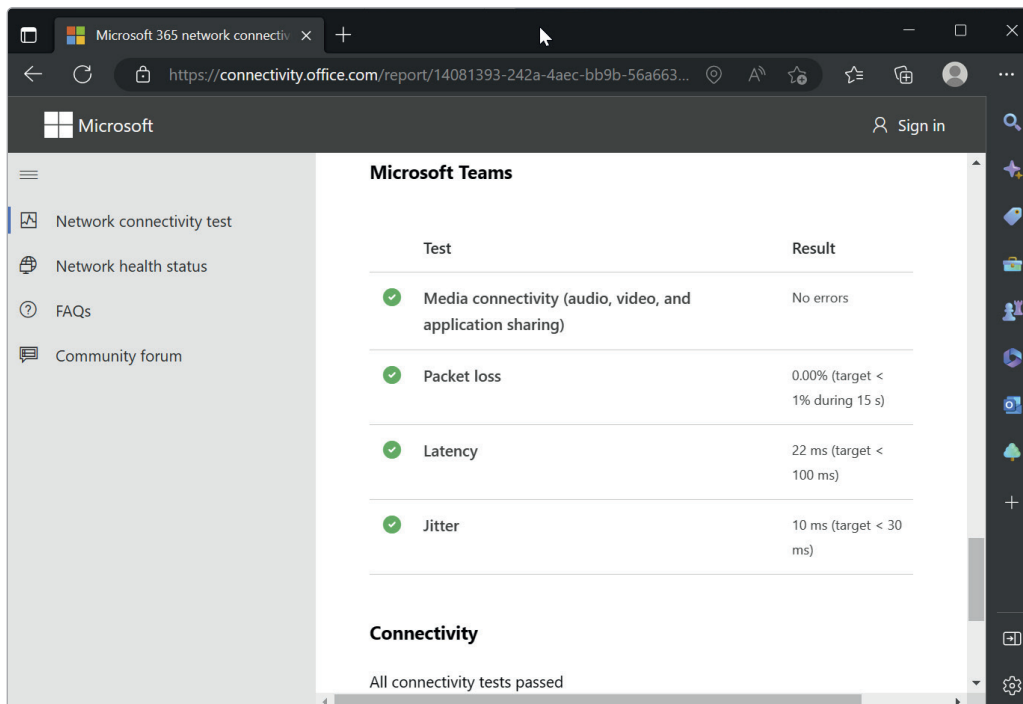 Microsoft 365 network connectiv
https://connectivity.office.com/report/14081393-242a-4aec-bb9b-56a663...
Microsoft
Sign in
Network connectivity test
Network health status
FAQs
Community forum
Microsoft Teams
Test Result
Media connectivity (audio, video, and No errors
application sharing)
Packet loss 0.00% (target <
1% during 15 s)
Latency 22 ms (target <
100 ms)
Jitter 10 ms (target < 30
ms)
Connectivity
All connectivity tests passed